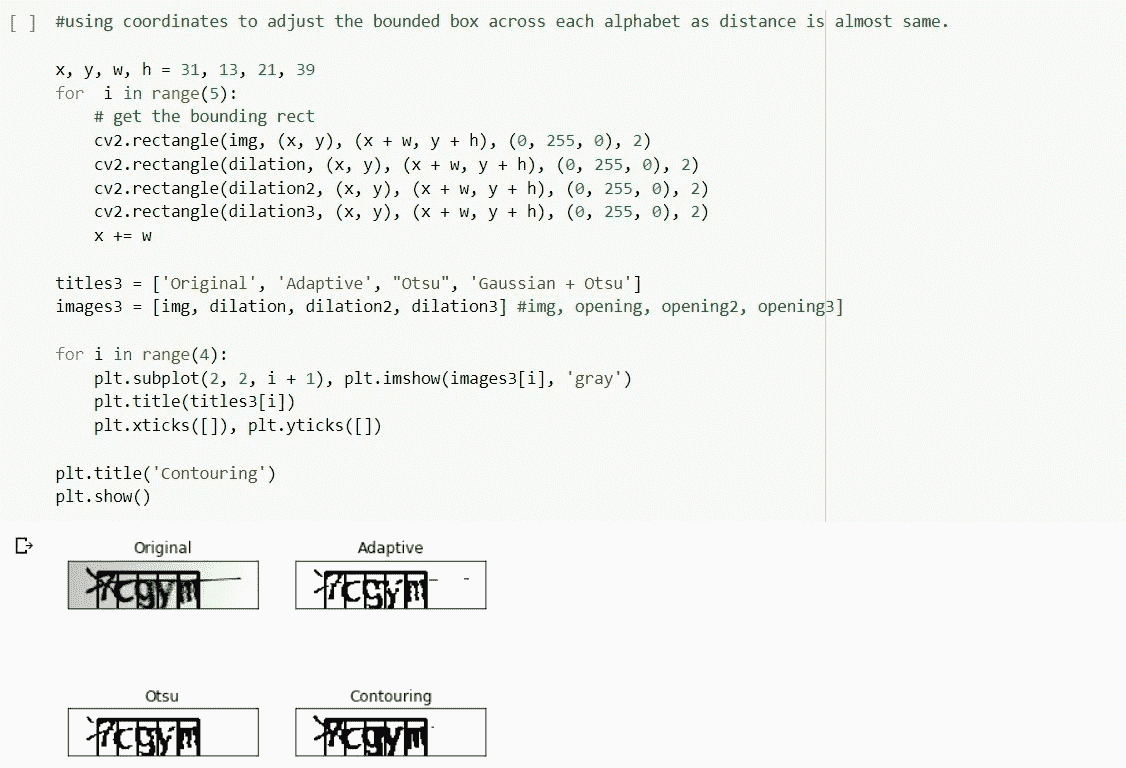 [ ] #using coordinates to adjust the bounded box across each alphabet as distance is almost same.
x, y, w, h = 31, 13, 21, 39
for  i in range(5):
    # get the bounding rect
    cv2.rectangle(img, (x, y), (x + w, y + h), (0, 255, 0), 2)
    cv2.rectangle(dilation, (x, y), (x + w, y + h), (0, 255, 0), 2)
    cv2.rectangle(dilation2, (x, y), (x + w, y + h), (0, 255, 0), 2)
    cv2.rectangle(dilation3, (x, y), (x + w, y + h), (0, 255, 0), 2)
    x += w
titles3 = ['Original', 'Adaptive', "Otsu", 'Gaussian + Otsu']
images3 = [img, dilation, dilation2, dilation3] #img, opening, opening2, opening3]
for i in range(4):
    plt.subplot(2, 2, i + 1), plt.imshow(images3[i], 'gray')
    plt.title(titles3[i])
    plt.xticks([]), plt.yticks([])
plt.title('Contouring')
plt.show()
Original Adaptive
Otsu Contouring